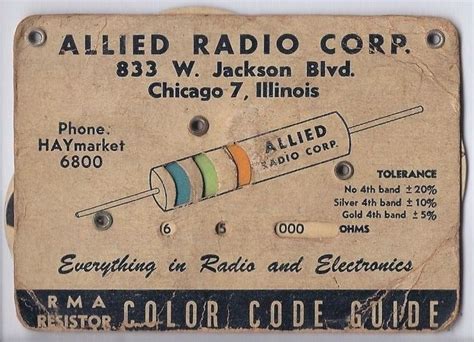 ALLIED RADIO CORP.
833 W. Jackson Blvd.
Chicago 7, Illinois
Phone.
HAYmarket
6800
ALLIED
RADIO CORP.
TOLERANCE
No 4th band ± 20%
Silver 4th band ± 10%
Gold 4th band ± 5%
6 5 000 OHMS
Everything in Radio and Electronics
RMA
RESISTOR COLOR CODE GUIDE